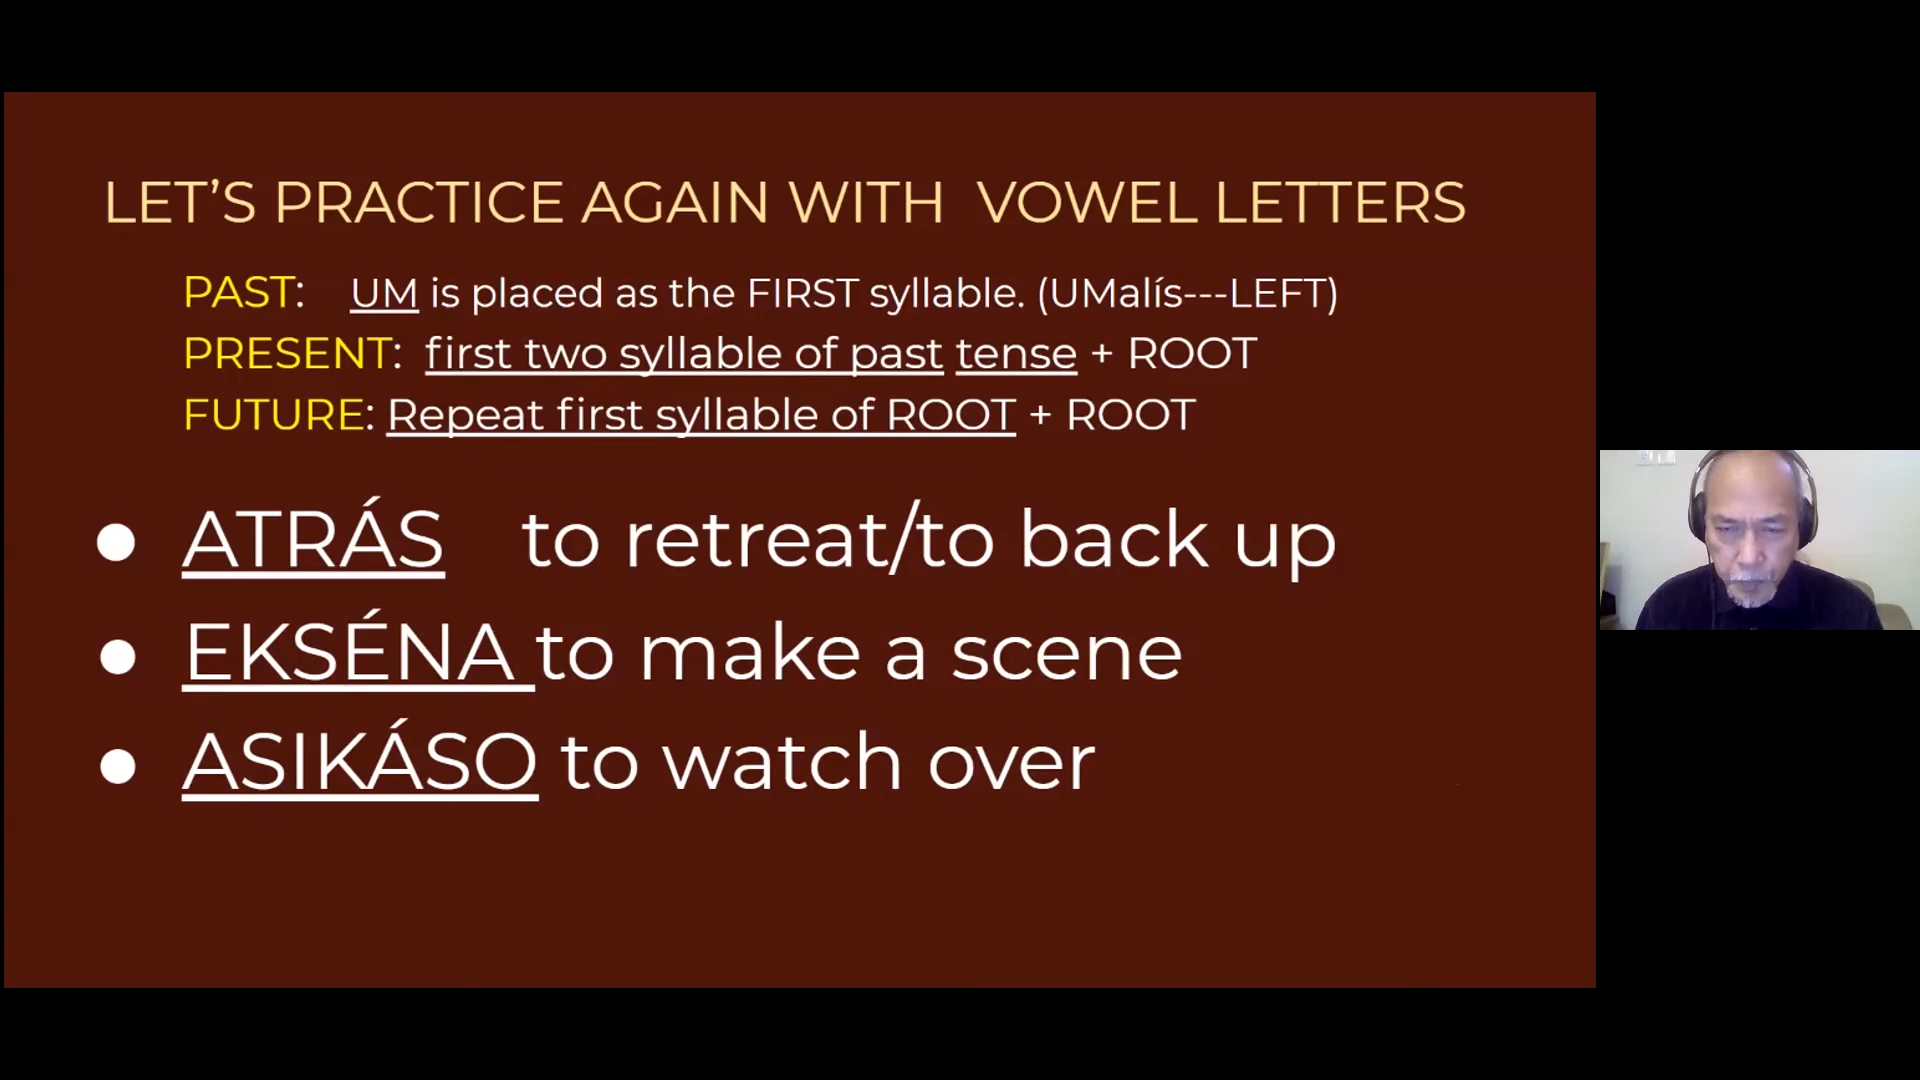 LET’S PRACTICE AGAIN WITH VOWEL LETTERS
PAST: UM is placed as the FIRST syllable. (UMalís---LEFT)
PRESENT: first two syllable of past tense + ROOT
FUTURE: Repeat first syllable of ROOT + ROOT
● ATRÁS to retreat/to back up
● EKSÉNA to make a scene
● ASIKÁSO to watch over